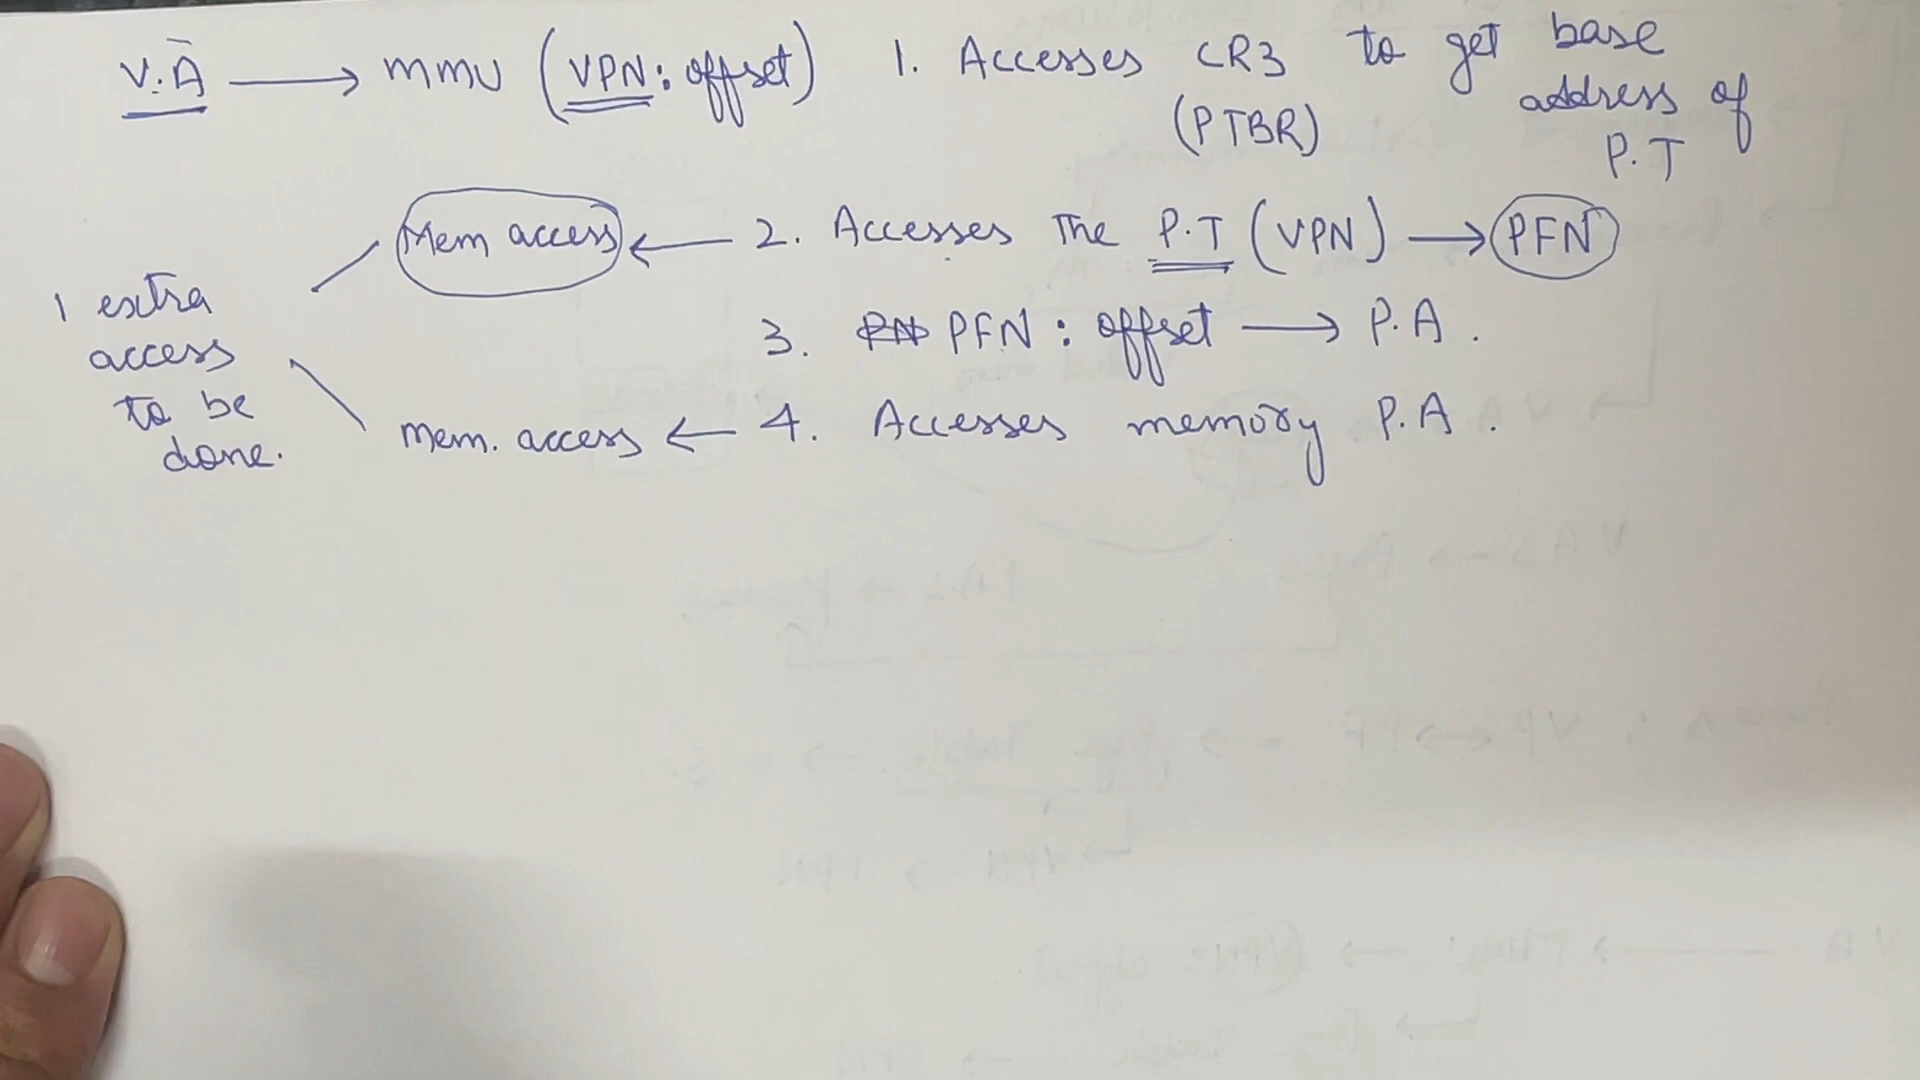 V.A → MMU (VPN : offset) 1. Accesses CR3 to get base
(PTBR) address of
P.T
Mem access ← 2. Accesses the P.T (VPN) → PFN
1 extra
access
to be
done.
3. PFN : offset → P.A.
Mem. access ← 4. Accesses memory P.A.